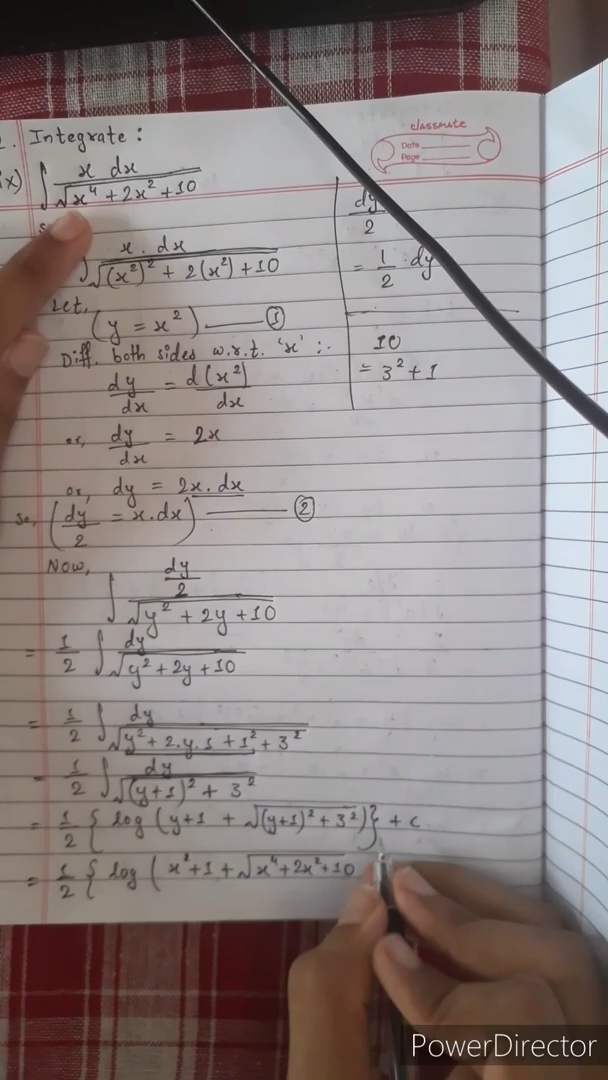 2. Integrate :
ix) ∫ x dx / √x⁴ + 2x² + 10
∫ x. dx / √(x²)² + 2(x²) + 10
Let,
(y = x²) —— ①
Diff. both sides w.r.t. 'x' :-
dy/dx = d(x²)/dx
or, dy/dx = 2x
or, dy = 2x. dx
So, (dy/2 = x.dx) —— ②
Now,
∫ dy/2 / √y² + 2y + 10
= 1/2 ∫ dy / √y² + 2y + 10
= 1/2 ∫ dy / √y² + 2.y.1 + 1² + 3²
= 1/2 ∫ dy / √(y+1)² + 3²
= 1/2 { log (y+1 + √(y+1)² + 3²)} + c
= 1/2 { log ( x²+1 + √x⁴+2x²+10
classmate
Date
Page
dy/2
= 1/2 . dy
10
= 3² + 1
PowerDirector